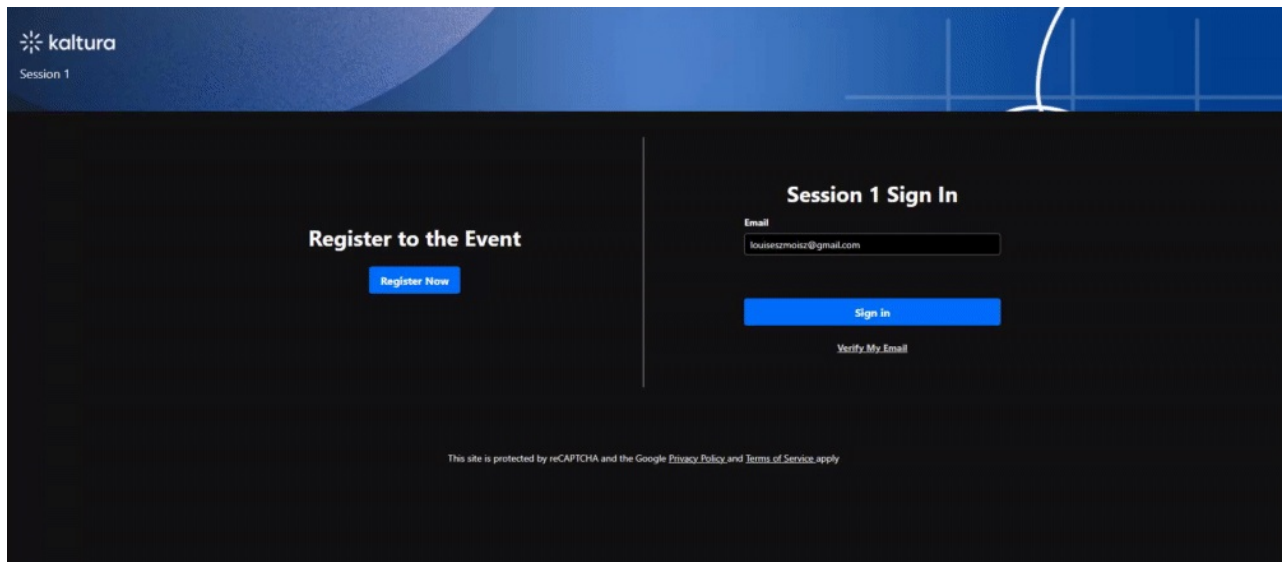 kaltura
Session 1
Register to the Event
Register Now
Session 1 Sign In
Email
louiseszmoisz@gmail.com
Sign in
Verify My Email
This site is protected by reCAPTCHA and the Google Privacy Policy and Terms of Service apply